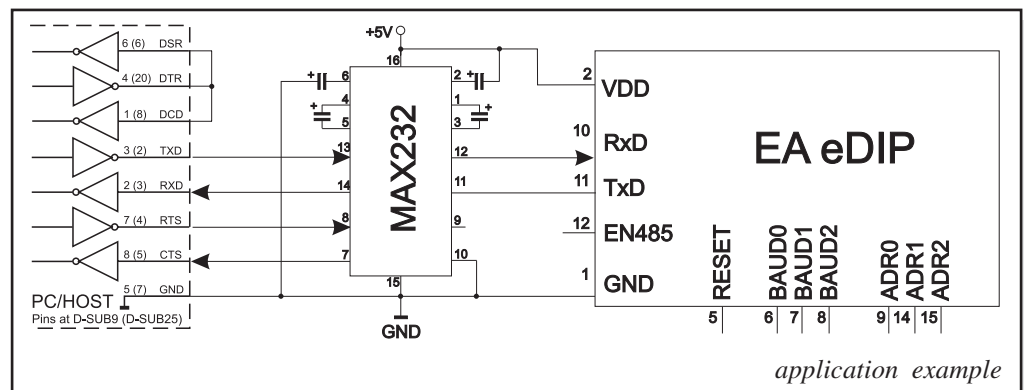 +5V
6 (6) DSR
4 (20) DTR
1 (8) DCD
3 (2) TXD
2 (3) RXD
7 (4) RTS
8 (5) CTS
5 (7) GND
PC/HOST
Pins at D-SUB9 (D-SUB25)
16
+ 6 2 +
4 1
+ 5 3 +
13 12
14 11
8 9
7 10
15
MAX232
GND
2 VDD
10 RxD
11 TxD
12 EN485
1 GND
EA eDIP
RESET BAUD0 BAUD1 BAUD2 ADR0 ADR1 ADR2
5 6 7 8 9 14 15
application example